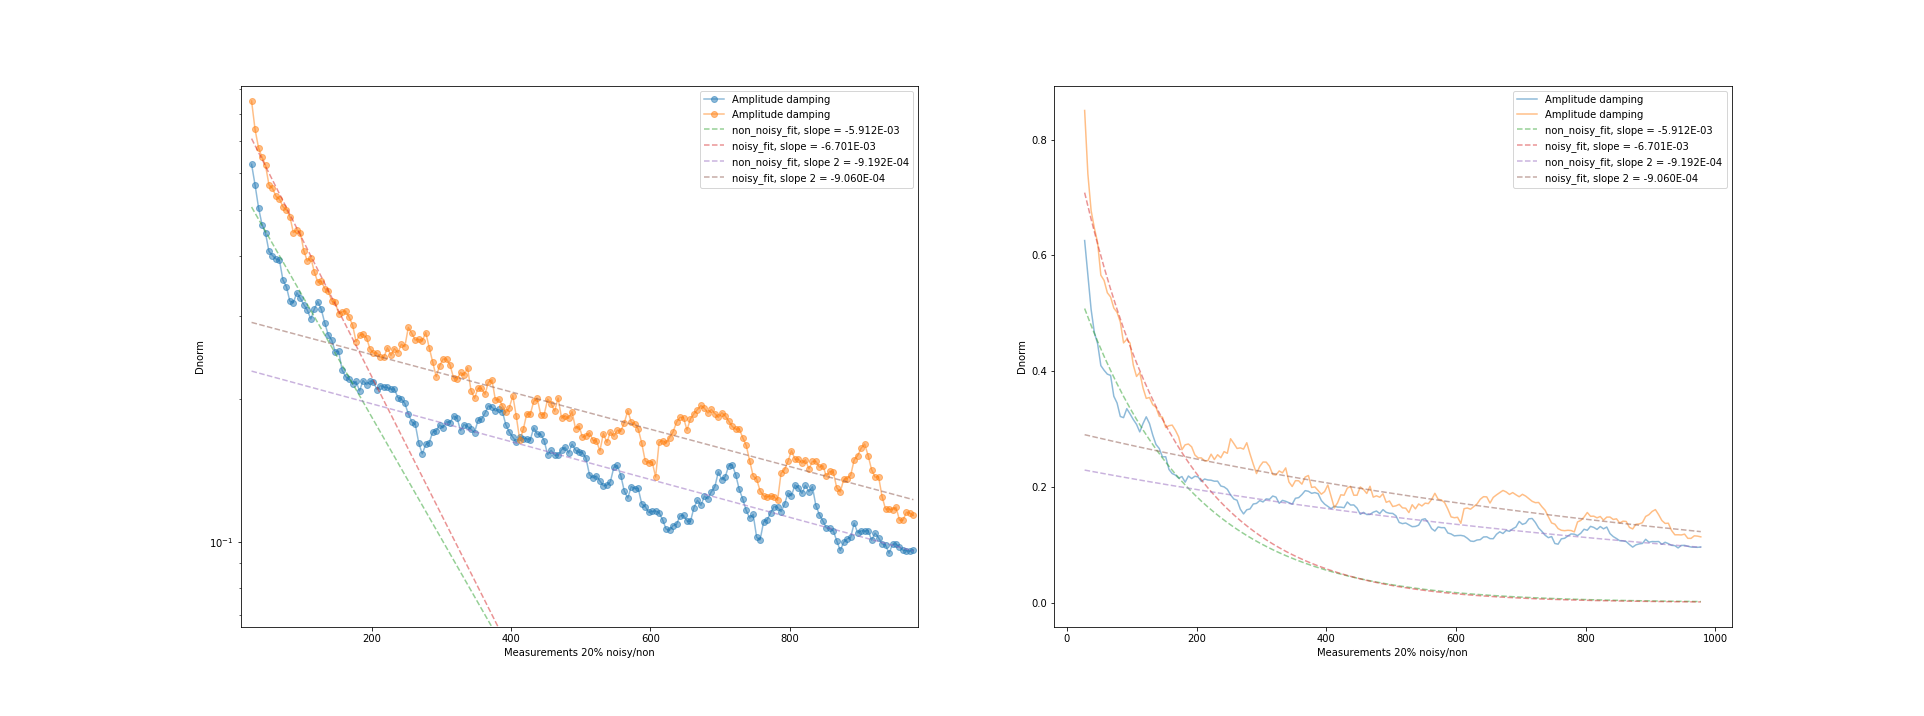 Amplitude damping
Amplitude damping
non_noisy_fit, slope = -5.912E-03
noisy_fit, slope = -6.701E-03
non_noisy_fit, slope 2 = -9.192E-04
noisy_fit, slope 2 = -9.060E-04
Dnorm
10⁻¹
200
400
600
800
Measurements 20% noisy/non
Amplitude damping
Amplitude damping
non_noisy_fit, slope = -5.912E-03
noisy_fit, slope = -6.701E-03
non_noisy_fit, slope 2 = -9.192E-04
noisy_fit, slope 2 = -9.060E-04
Dnorm
0.8
0.6
0.4
0.2
0.0
0
200
400
600
800
1000
Measurements 20% noisy/non